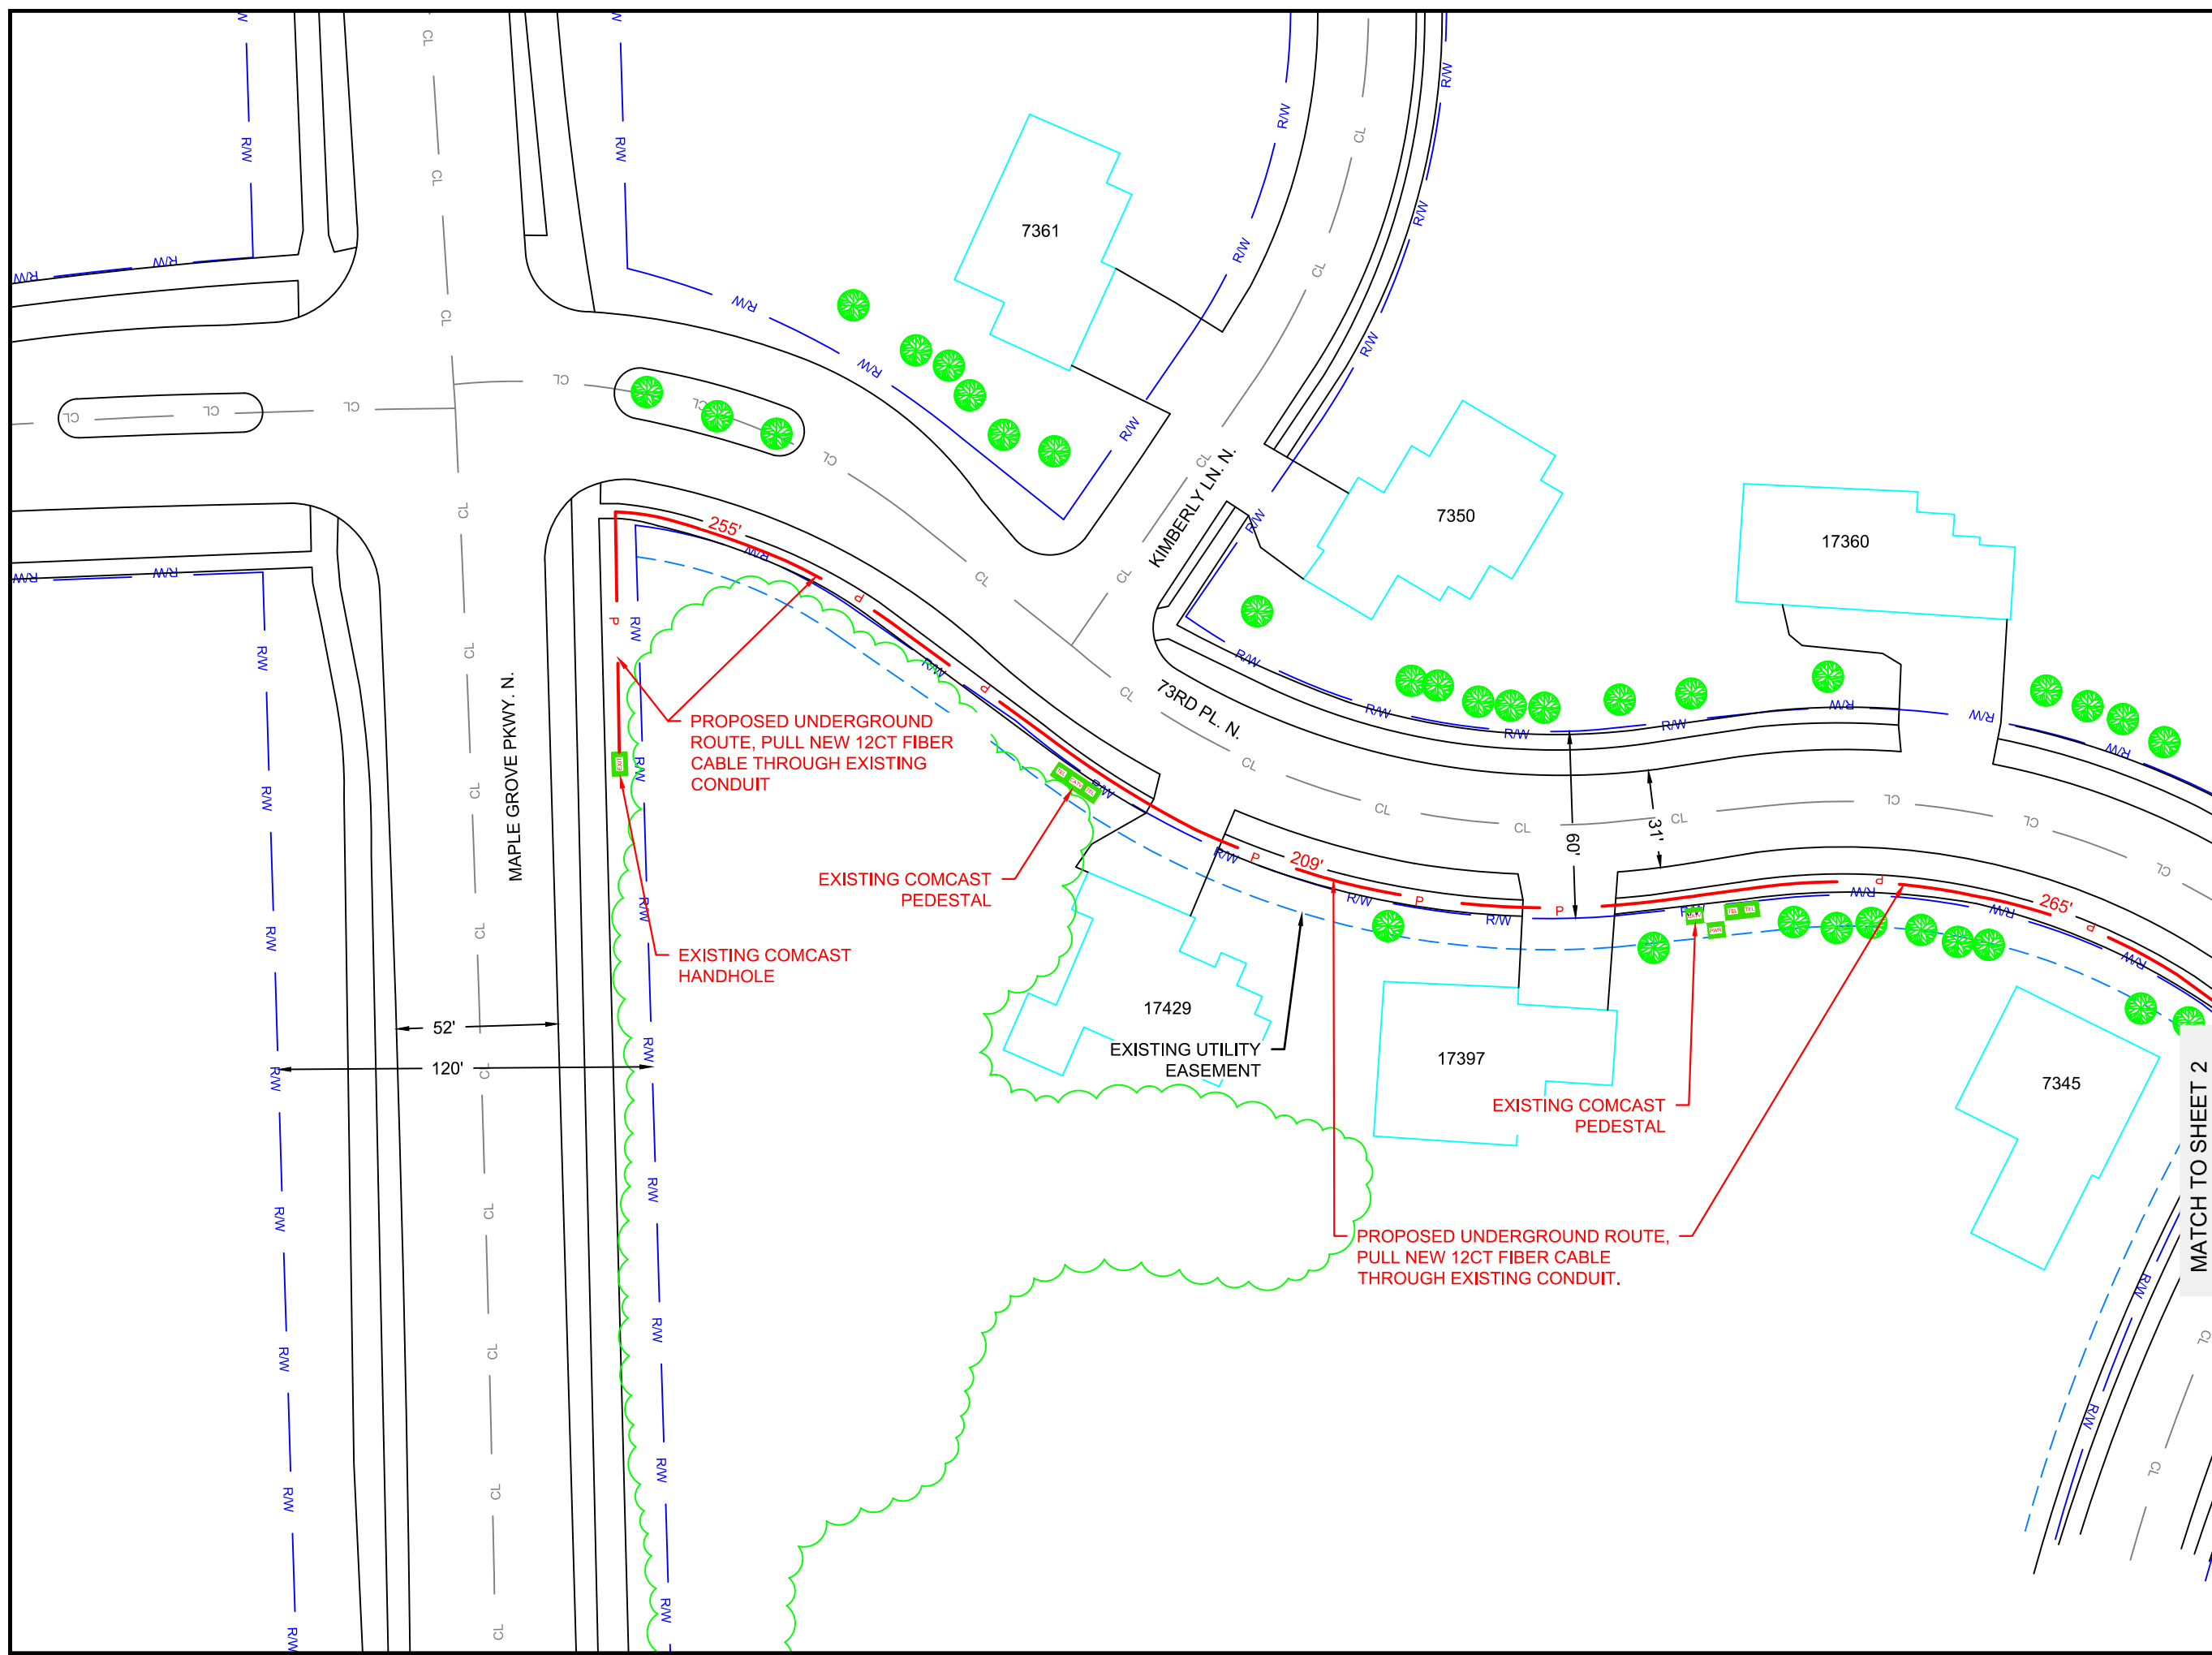 7361
7350
17360
KIMBERLY LN. N.
73RD PL. N.
MAPLE GROVE PKWY. N.
255'
PROPOSED UNDERGROUND
ROUTE, PULL NEW 12CT FIBER
CABLE THROUGH EXISTING
CONDUIT
EXISTING COMCAST
PEDESTAL
EXISTING COMCAST
HANDHOLE
209'
60'
31'
265'
52'
120'
17429
EXISTING UTILITY
EASEMENT
17397
EXISTING COMCAST
PEDESTAL
7345
PROPOSED UNDERGROUND ROUTE,
PULL NEW 12CT FIBER CABLE
THROUGH EXISTING CONDUIT.
MATCH TO SHEET 2
R/W
CL
P